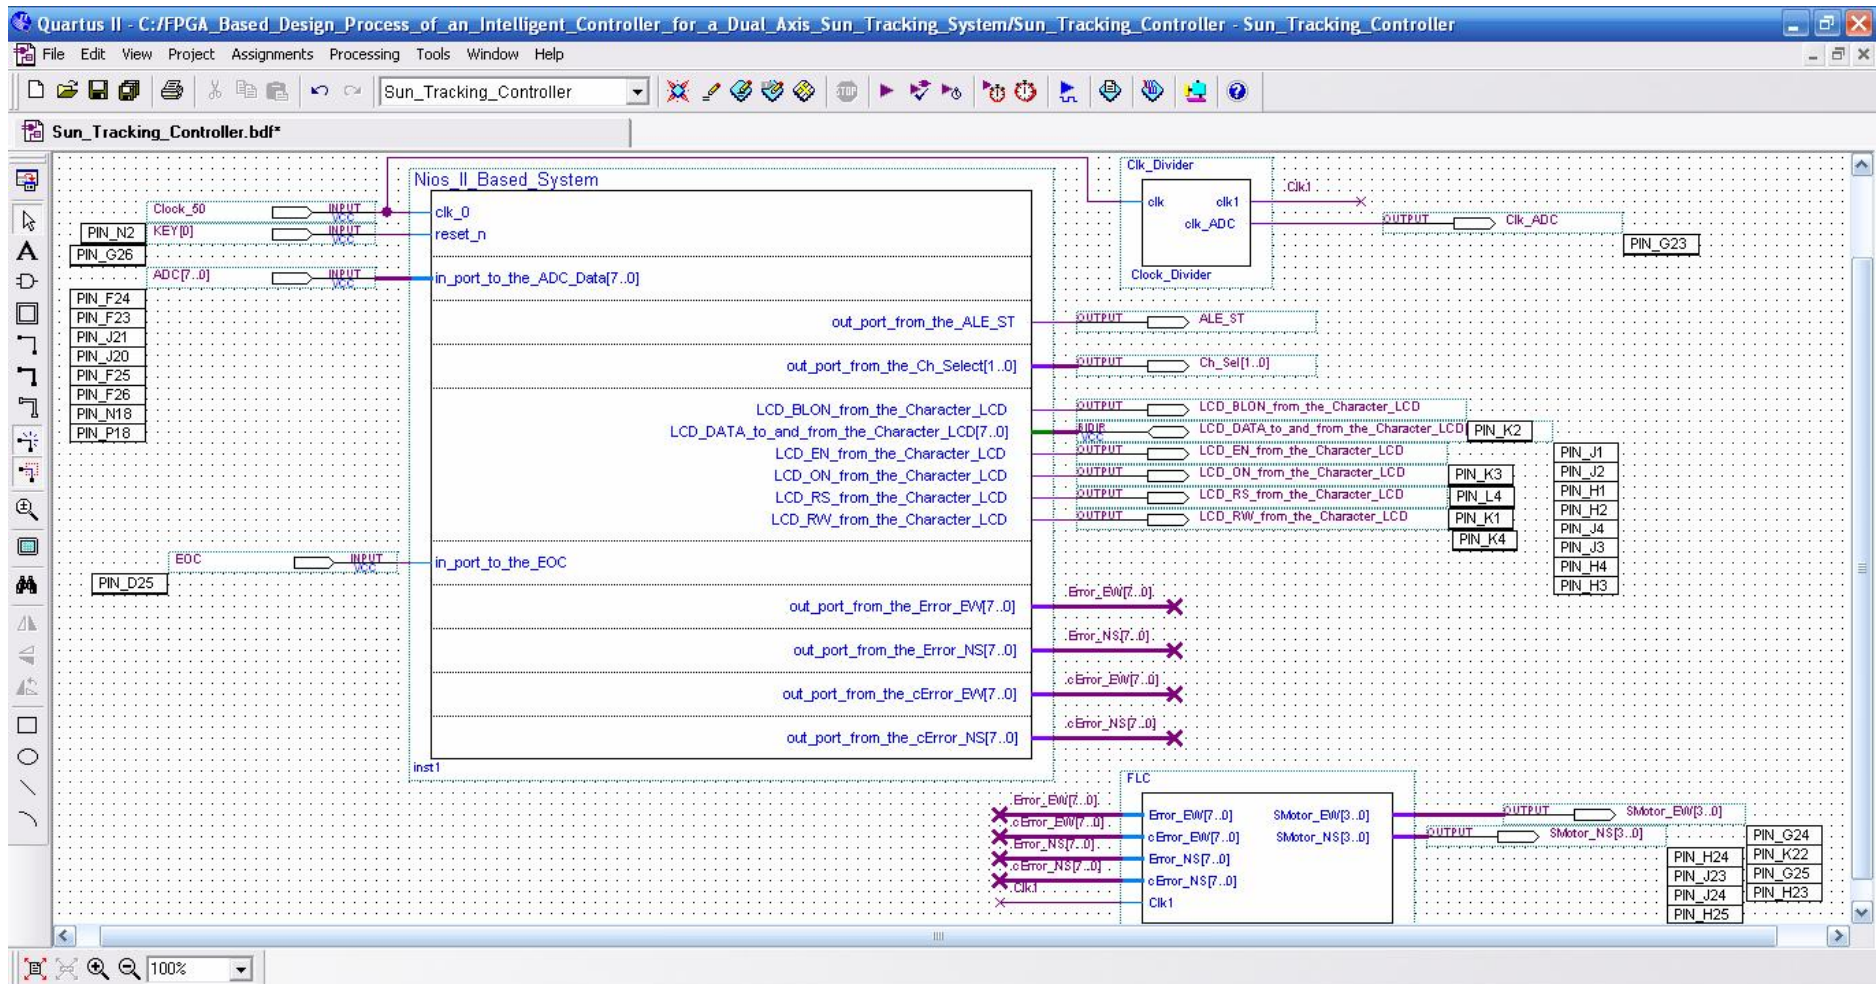 Quartus II - C:/FPGA_Based_Design_Process_of_an_Intelligent_Controller_for_a_Dual_Axis_Sun_Tracking_System/Sun_Tracking_Controller - Sun_Tracking_Controller
File Edit View Project Assignments Processing Tools Window Help
Sun_Tracking_Controller
STOP
Sun_Tracking_Controller.bdf*
Nios_II_Based_System
clk_0
reset_n
in_port_to_the_ADC_Data[7..0]
out_port_from_the_ALE_ST
out_port_from_the_Ch_Select[1..0]
LCD_BLON_from_the_Character_LCD
LCD_DATA_to_and_from_the_Character_LCD[7..0]
LCD_EN_from_the_Character_LCD
LCD_ON_from_the_Character_LCD
LCD_RS_from_the_Character_LCD
LCD_RW_from_the_Character_LCD
in_port_to_the_EOC
out_port_from_the_Error_EW[7..0]
out_port_from_the_Error_NS[7..0]
out_port_from_the_cError_EW[7..0]
out_port_from_the_cError_NS[7..0]
inst1
Clock_50 INPUT VCC
PIN_N2
KEY[0] INPUT VCC
PIN_G26
ADC[7..0] INPUT VCC
PIN_F24
PIN_F23
PIN_J21
PIN_J20
PIN_F25
PIN_F26
PIN_N18
PIN_P18
EOC INPUT VCC
PIN_D25
Clk_Divider
clk clk1
clk_ADC
Clock_Divider
Clk1
OUTPUT Clk_ADC
PIN_G23
OUTPUT ALE_ST
OUTPUT Ch_Sel[1..0]
OUTPUT LCD_BLON_from_the_Character_LCD
BIDIR VCC LCD_DATA_to_and_from_the_Character_LCD
PIN_K2
OUTPUT LCD_EN_from_the_Character_LCD
OUTPUT LCD_ON_from_the_Character_LCD
PIN_K3
OUTPUT LCD_RS_from_the_Character_LCD
PIN_L4
OUTPUT LCD_RW_from_the_Character_LCD
PIN_K1
PIN_K4
PIN_J1
PIN_J2
PIN_H1
PIN_H2
PIN_J4
PIN_J3
PIN_H4
PIN_H3
Error_EW[7..0]
Error_NS[7..0]
cError_EW[7..0]
cError_NS[7..0]
FLC
Error_EW[7..0]
cError_EW[7..0]
Error_NS[7..0]
cError_NS[7..0]
Clk1
Error_EW[7..0] SMotor_EW[3..0]
cError_EW[7..0] SMotor_NS[3..0]
Error_NS[7..0]
cError_NS[7..0]
Clk1
OUTPUT SMotor_EW[3..0]
OUTPUT SMotor_NS[3..0]
PIN_G24
PIN_K22
PIN_G25
PIN_H23
PIN_H24
PIN_J23
PIN_J24
PIN_H25
100%